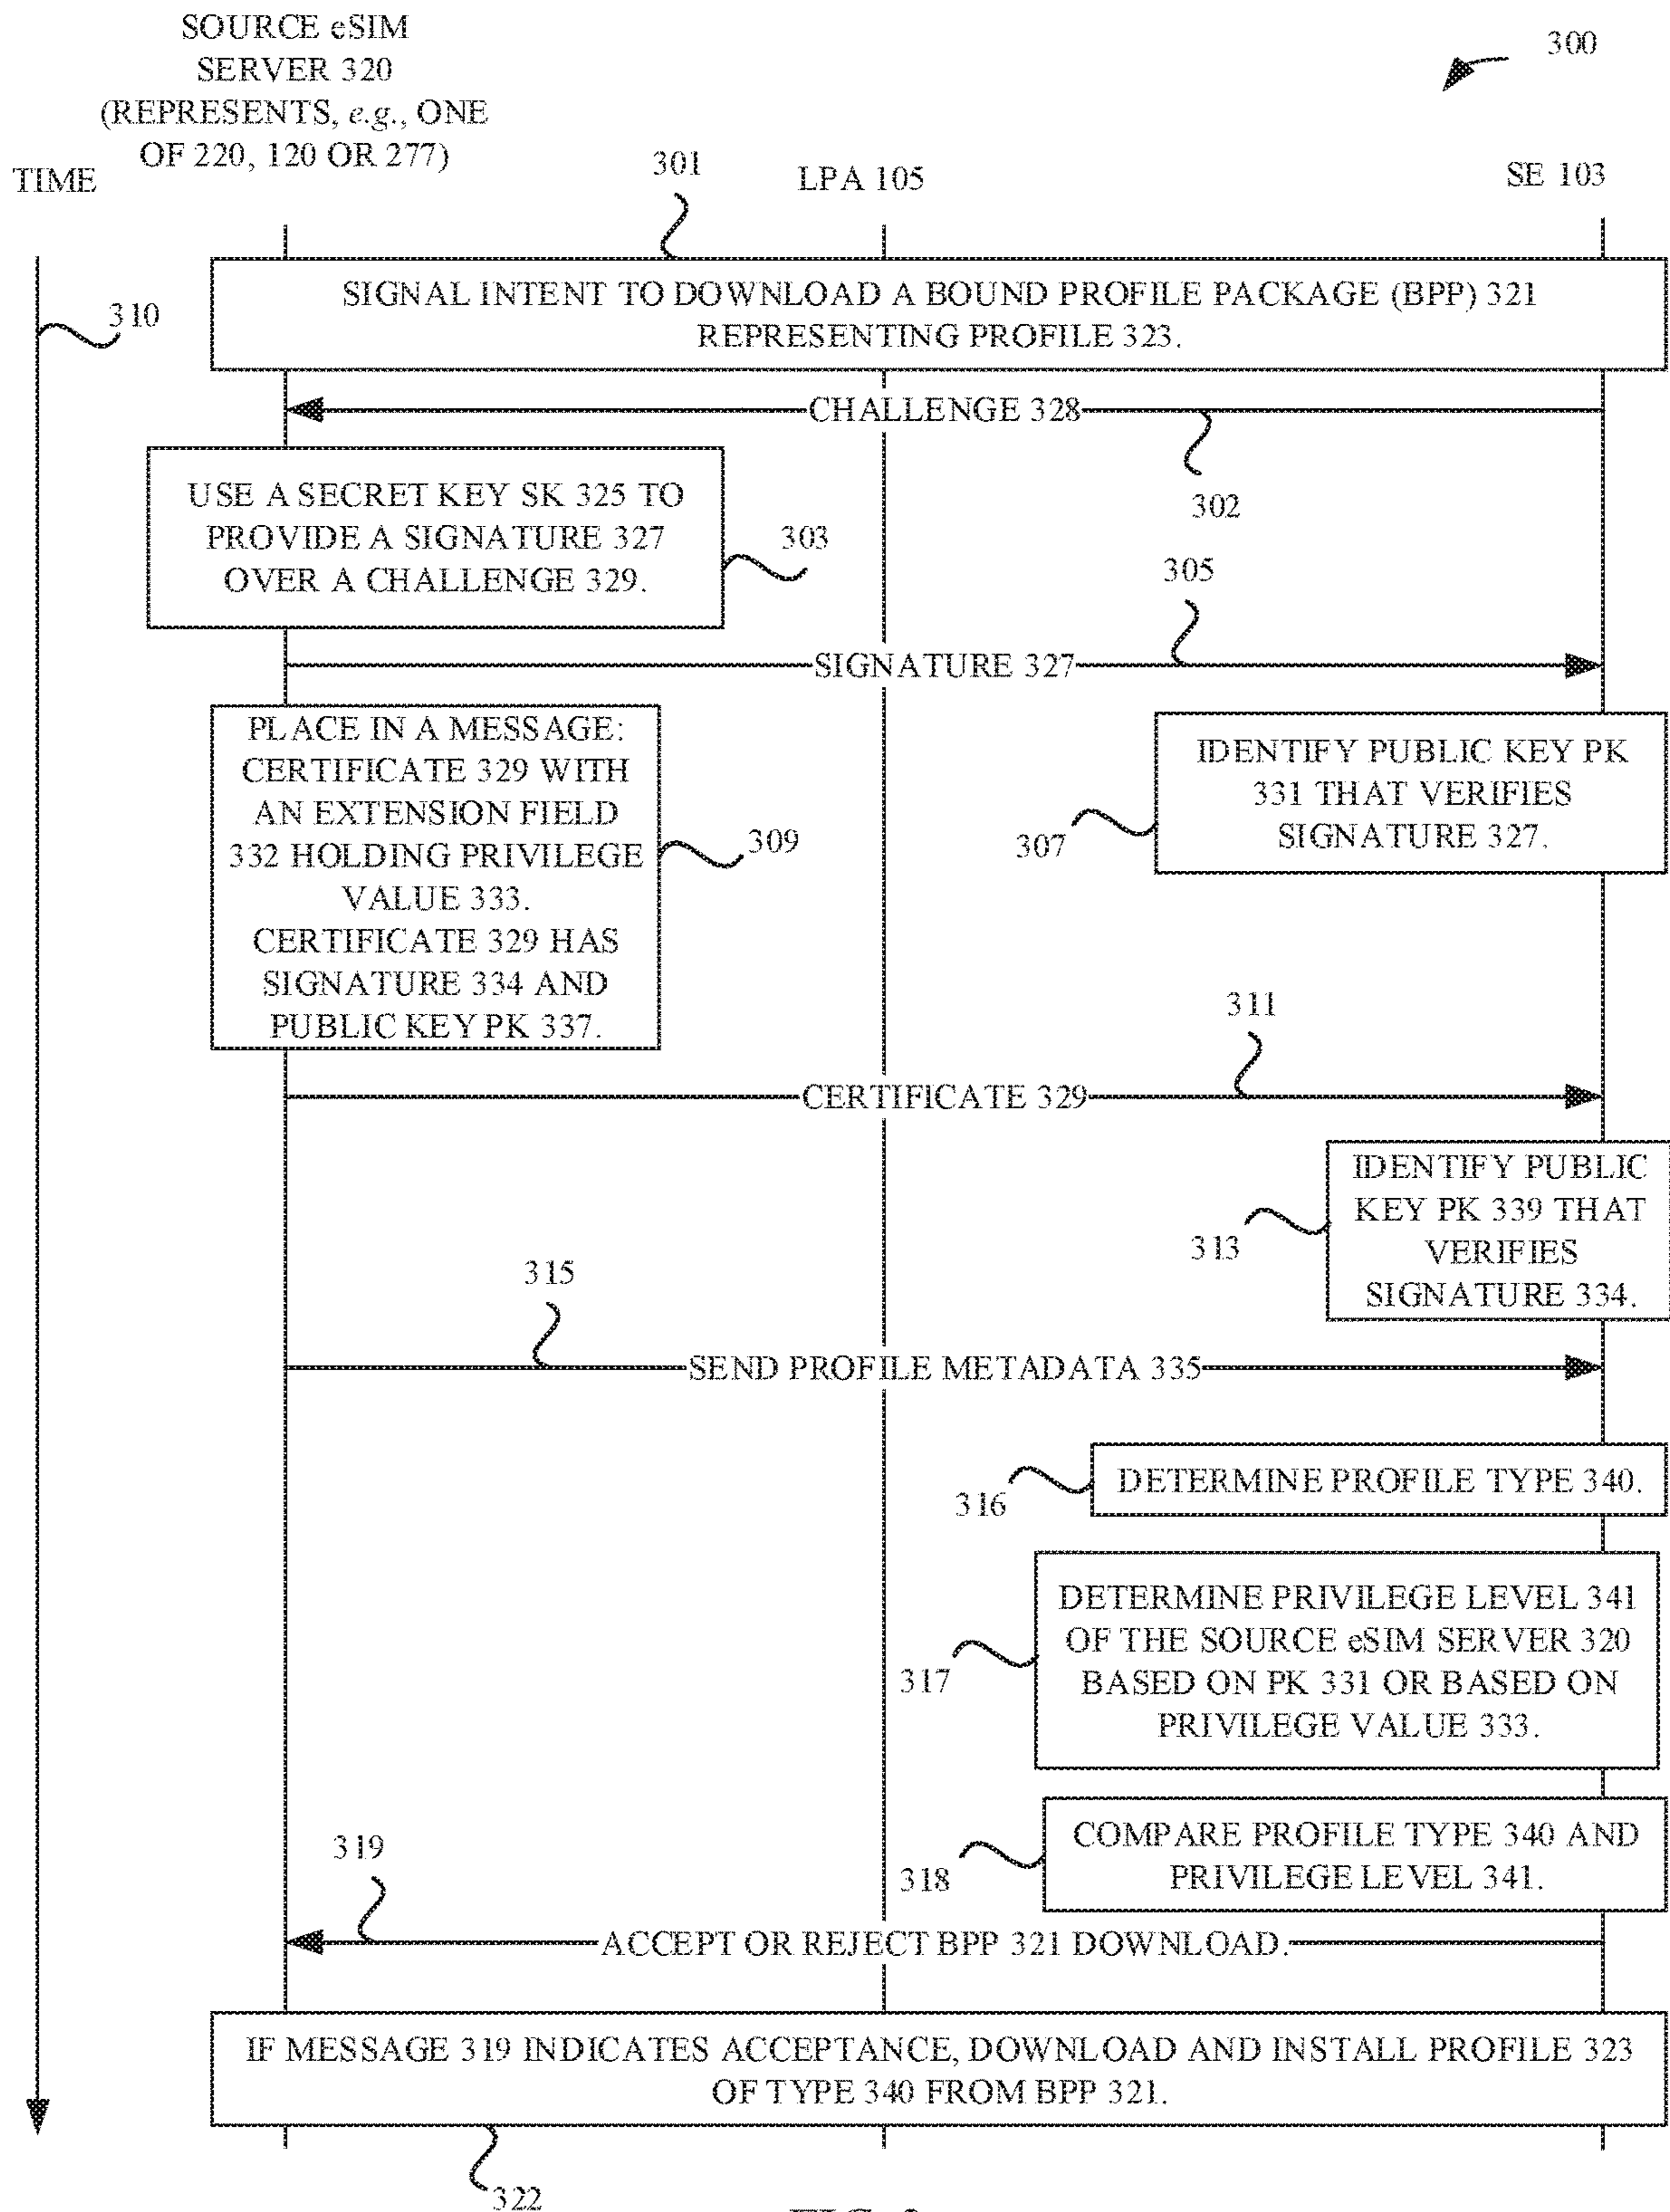 SOURCE eSIM
SERVER 320
(REPRESENTS, e.g., ONE
OF 220, 120 OR 277)
300
TIME
301
LPA 105
SE 103
310
SIGNAL INTENT TO DOWNLOAD A BOUND PROFILE PACKAGE (BPP) 321
REPRESENTING PROFILE 323.
CHALLENGE 328
302
USE A SECRET KEY SK 325 TO
PROVIDE A SIGNATURE 327
OVER A CHALLENGE 329.
303
305
SIGNATURE 327
PLACE IN A MESSAGE:
CERTIFICATE 329 WITH
AN EXTENSION FIELD
332 HOLDING PRIVILEGE
VALUE 333.
CERTIFICATE 329 HAS
SIGNATURE 334 AND
PUBLIC KEY PK 337.
309
IDENTIFY PUBLIC KEY PK
331 THAT VERIFIES
SIGNATURE 327.
307
311
CERTIFICATE 329
IDENTIFY PUBLIC
KEY PK 339 THAT
VERIFIES
SIGNATURE 334.
313
315
SEND PROFILE METADATA 335
DETERMINE PROFILE TYPE 340.
316
DETERMINE PRIVILEGE LEVEL 341
OF THE SOURCE eSIM SERVER 320
BASED ON PK 331 OR BASED ON
PRIVILEGE VALUE 333.
317
COMPARE PROFILE TYPE 340 AND
PRIVILEGE LEVEL 341.
318
319
ACCEPT OR REJECT BPP 321 DOWNLOAD.
IF MESSAGE 319 INDICATES ACCEPTANCE, DOWNLOAD AND INSTALL PROFILE 323
OF TYPE 340 FROM BPP 321.
322